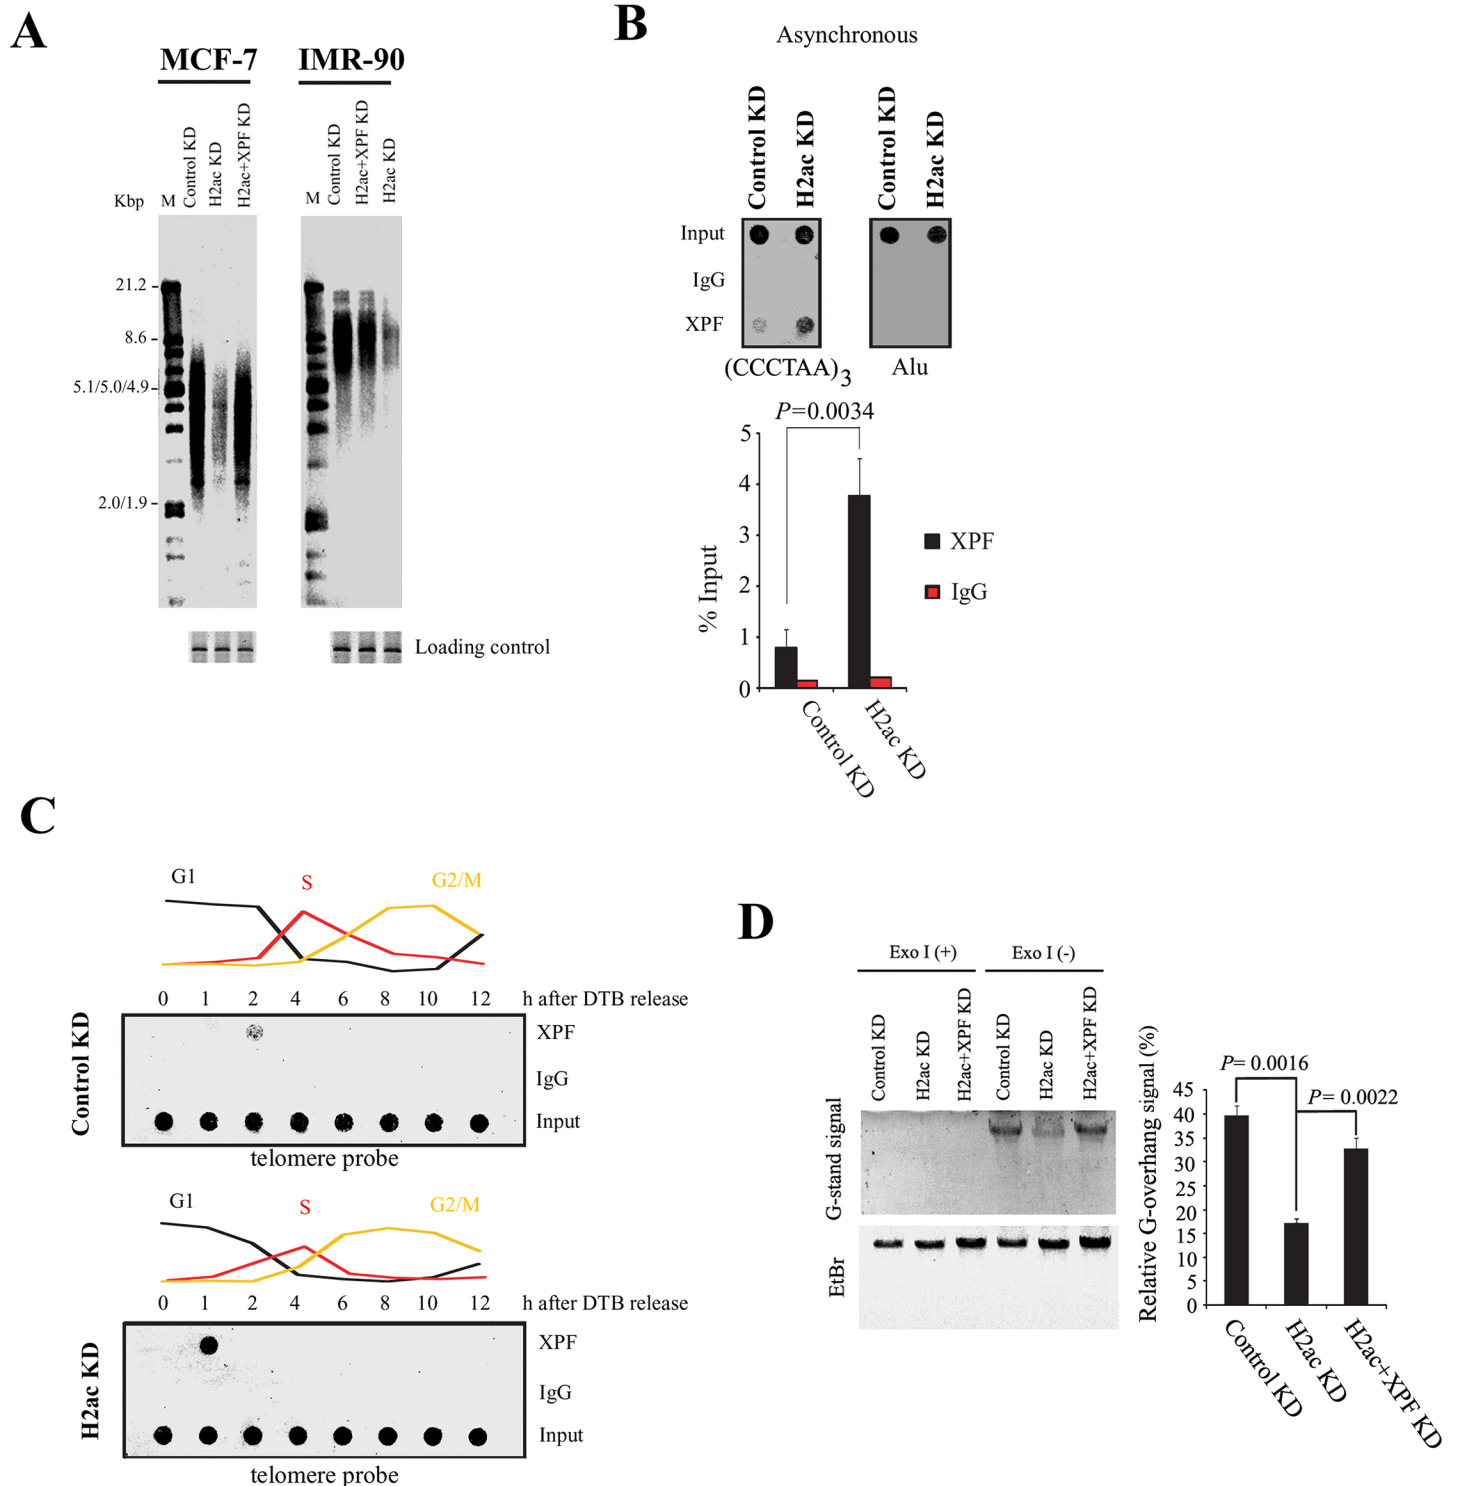 A
MCF-7
IMR-90
Kbp
M
Control KD
H2ac KD
H2ac+XPF KD
M
Control KD
H2ac+XPF KD
H2ac KD
21.2
8.6
5.1/5.0/4.9
2.0/1.9
Loading control
B
Asynchronous
Control KD
H2ac KD
Control KD
H2ac KD
Input
IgG
XPF
(CCCTAA)3
Alu
P=0.0034
5
4
3
2
1
0
% Input
XPF
IgG
Control KD
H2ac KD
C
G1
S
G2/M
0 1 2 4 6 8 10 12 h after DTB release
Control KD
XPF
IgG
Input
telomere probe
G1
S
G2/M
0 1 2 4 6 8 10 12 h after DTB release
H2ac KD
XPF
IgG
Input
telomere probe
D
Exo I (+)
Exo I (-)
Control KD
H2ac KD
H2ac+XPF KD
Control KD
H2ac KD
H2ac+XPF KD
G-stand signal
EtBr
Relative G-overhang signal (%)
P= 0.0016
P= 0.0022
45
40
35
30
25
20
15
10
5
0
Control KD
H2ac KD
H2ac+XPF KD